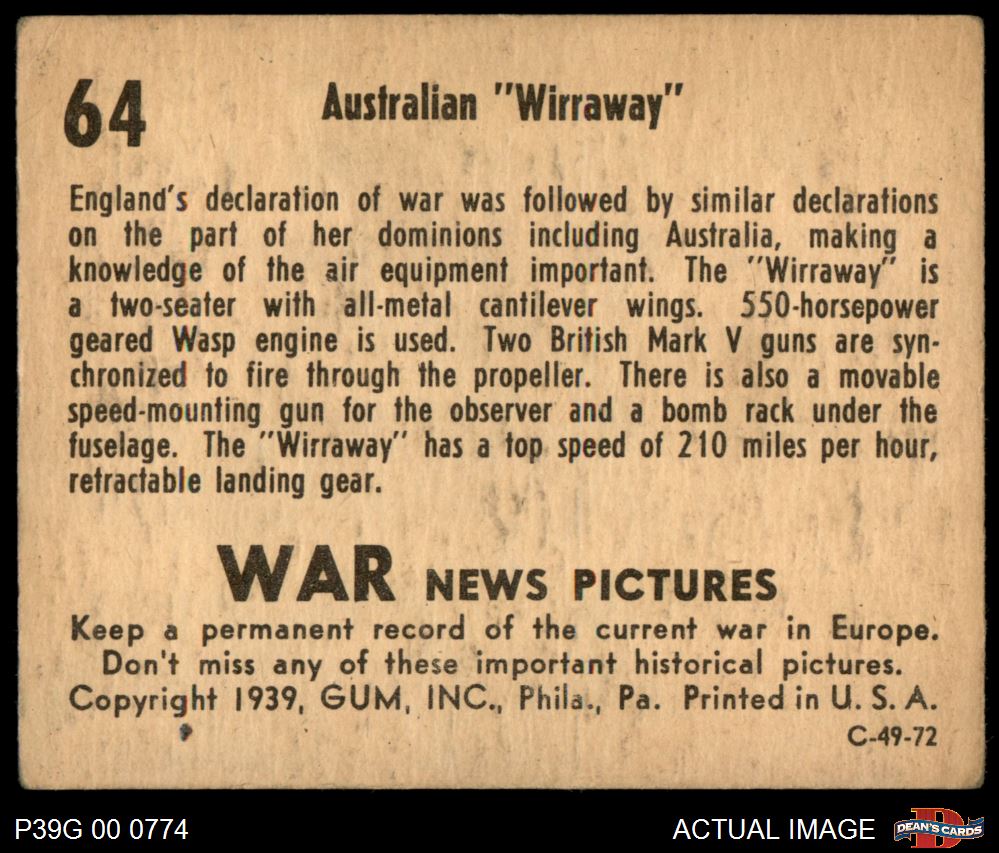 64
Australian "Wirraway"
England's declaration of war was followed by similar declarations
on the part of her dominions including Australia, making a
knowledge of the air equipment important. The "Wirraway" is
a two-seater with all-metal cantilever wings. 550-horsepower
geared Wasp engine is used. Two British Mark V guns are syn-
chronized to fire through the propeller. There is also a movable
speed-mounting gun for the observer and a bomb rack under the
fuselage. The "Wirraway" has a top speed of 210 miles per hour,
retractable landing gear.
WAR NEWS PICTURES
Keep a permanent record of the current war in Europe.
Don't miss any of these important historical pictures.
Copyright 1939, GUM, INC., Phila., Pa. Printed in U. S. A.
C-49-72
P39G 00 0774
ACTUAL IMAGE
D
DEAN'S CARDS